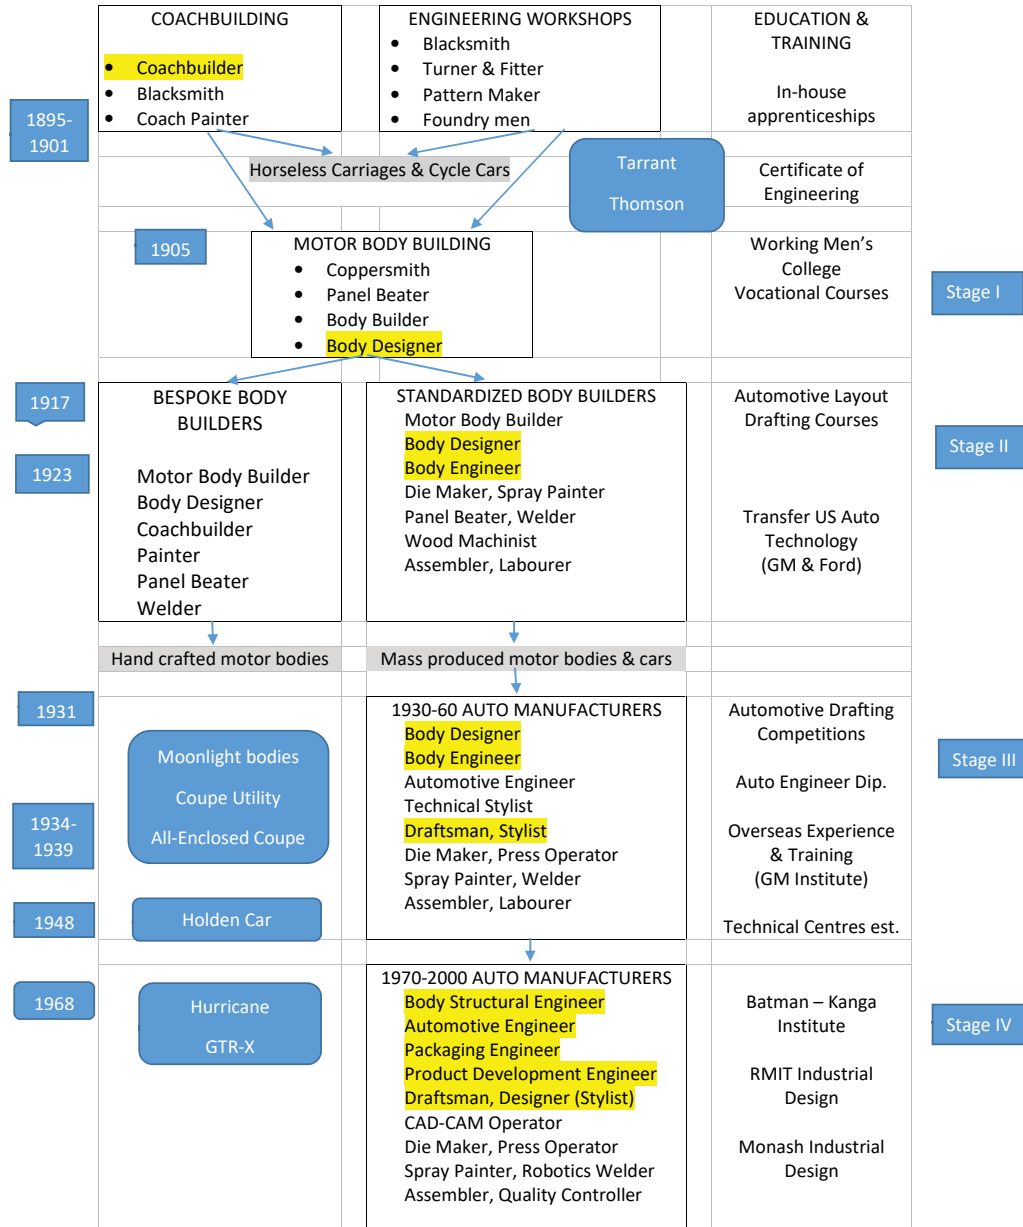 COACHBUILDING
• Coachbuilder
• Blacksmith
• Coach Painter
ENGINEERING WORKSHOPS
• Blacksmith
• Turner & Fitter
• Pattern Maker
• Foundry men
EDUCATION &
TRAINING
In-house
apprenticeships
1895-
1901
Horseless Carriages & Cycle Cars
Tarrant
Thomson
Certificate of
Engineering
1905
MOTOR BODY BUILDING
• Coppersmith
• Panel Beater
• Body Builder
• Body Designer
Working Men's
College
Vocational Courses
Stage I
1917
1923
BESPOKE BODY
BUILDERS
Motor Body Builder
Body Designer
Coachbuilder
Painter
Panel Beater
Welder
STANDARDIZED BODY BUILDERS
Motor Body Builder
Body Designer
Body Engineer
Die Maker, Spray Painter
Panel Beater, Welder
Wood Machinist
Assembler, Labourer
Automotive Layout
Drafting Courses
Transfer US Auto
Technology
(GM & Ford)
Stage II
Hand crafted motor bodies
Mass produced motor bodies & cars
1931
1934-
1939
1948
Moonlight bodies
Coupe Utility
All-Enclosed Coupe
Holden Car
1930-60 AUTO MANUFACTURERS
Body Designer
Body Engineer
Automotive Engineer
Technical Stylist
Draftsman, Stylist
Die Maker, Press Operator
Spray Painter, Welder
Assembler, Labourer
Automotive Drafting
Competitions
Auto Engineer Dip.
Overseas Experience
& Training
(GM Institute)
Technical Centres est.
Stage III
1968
Hurricane
GTR-X
1970-2000 AUTO MANUFACTURERS
Body Structural Engineer
Automotive Engineer
Packaging Engineer
Product Development Engineer
Draftsman, Designer (Stylist)
CAD-CAM Operator
Die Maker, Press Operator
Spray Painter, Robotics Welder
Assembler, Quality Controller
Batman – Kanga
Institute
RMIT Industrial
Design
Monash Industrial
Design
Stage IV